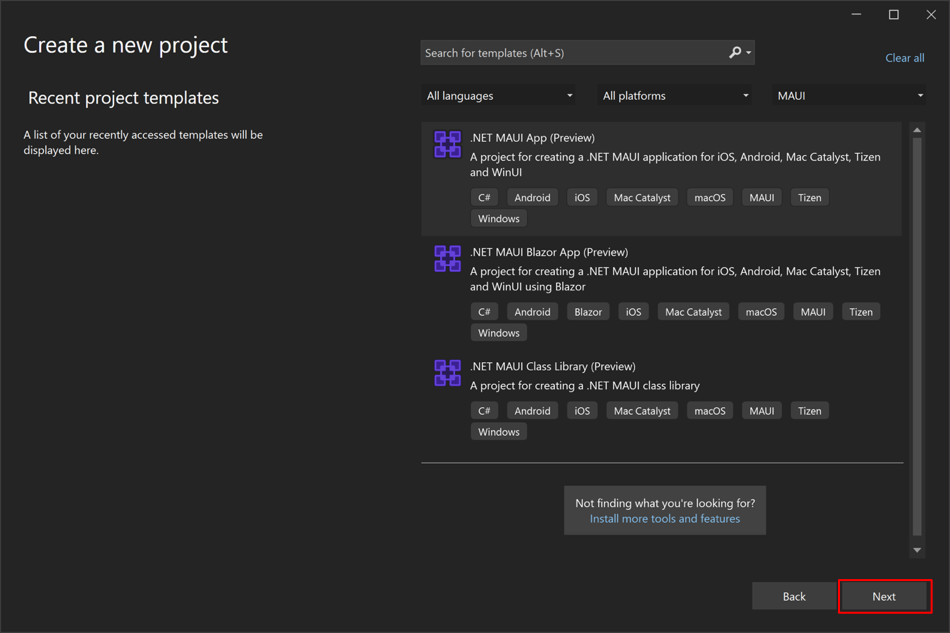 Create a new project
Recent project templates
A list of your recently accessed templates will be
displayed here.
Search for templates (Alt+S)
Clear all
All languages
All platforms
MAUI
.NET MAUI App (Preview)
A project for creating a .NET MAUI application for iOS, Android, Mac Catalyst, Tizen
and WinUI
C# Android iOS Mac Catalyst macOS MAUI Tizen
Windows
.NET MAUI Blazor App (Preview)
A project for creating a .NET MAUI application for iOS, Android, Mac Catalyst, Tizen
and WinUI using Blazor
C# Android Blazor iOS Mac Catalyst macOS MAUI Tizen
Windows
.NET MAUI Class Library (Preview)
A project for creating a .NET MAUI class library
C# Android iOS Mac Catalyst macOS MAUI Tizen
Windows
Not finding what you're looking for?
Install more tools and features
Back
Next